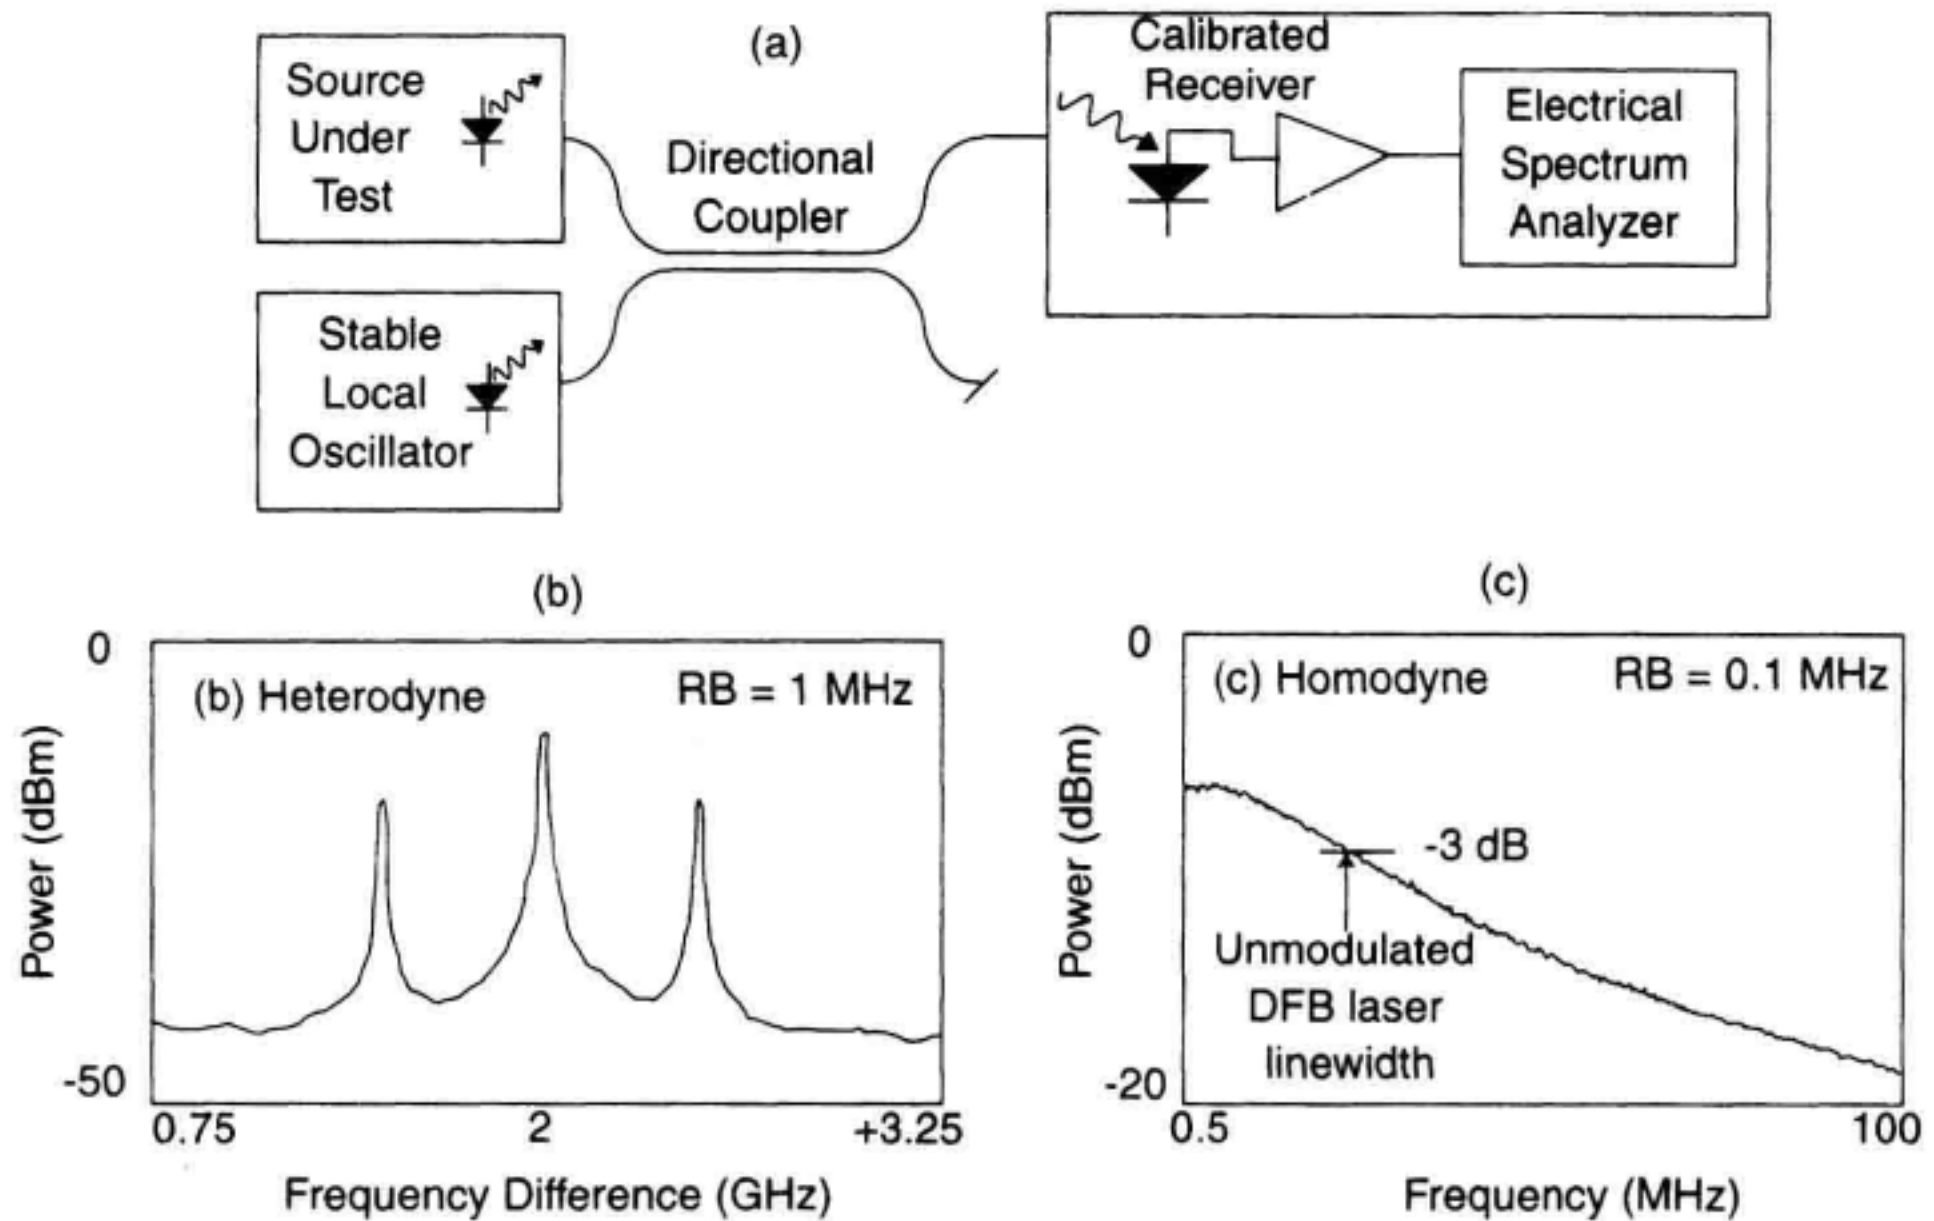 (a)
Source
Under
Test
Directional
Coupler
Calibrated
Receiver
Electrical
Spectrum
Analyzer
Stable
Local
Oscillator
(b)
0
(b) Heterodyne
RB = 1 MHz
Power (dBm)
-50
0.75
2
+3.25
Frequency Difference (GHz)
(c)
0
(c) Homodyne
RB = 0.1 MHz
-3 dB
Power (dBm)
Unmodulated
DFB laser
linewidth
-20
0.5
100
Frequency (MHz)